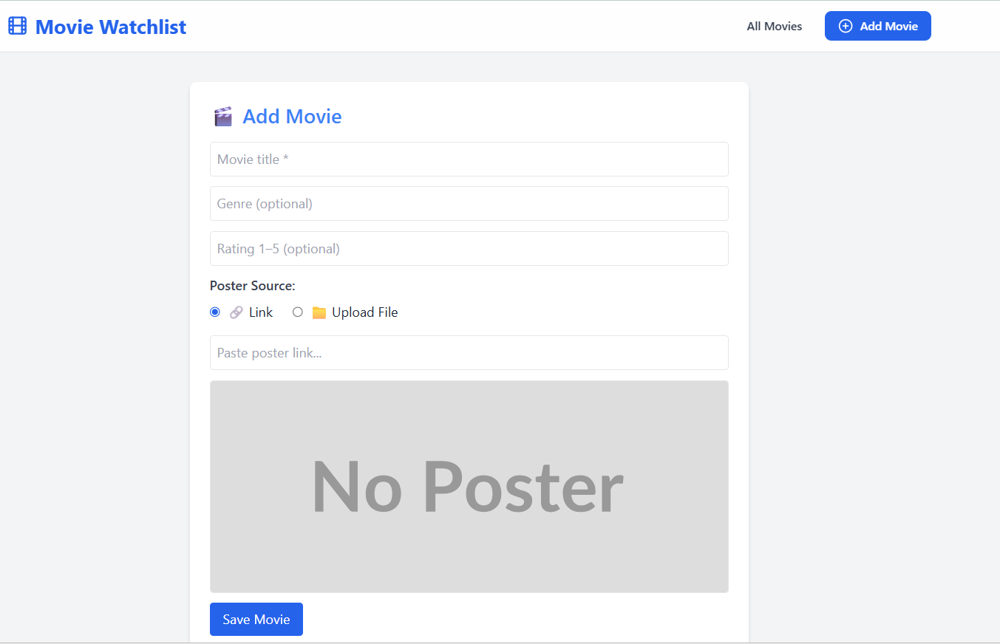 Movie Watchlist
All Movies
Add Movie
Add Movie
Movie title *
Genre (optional)
Rating 1–5 (optional)
Poster Source:
Link Upload File
Paste poster link...
No Poster
Save Movie